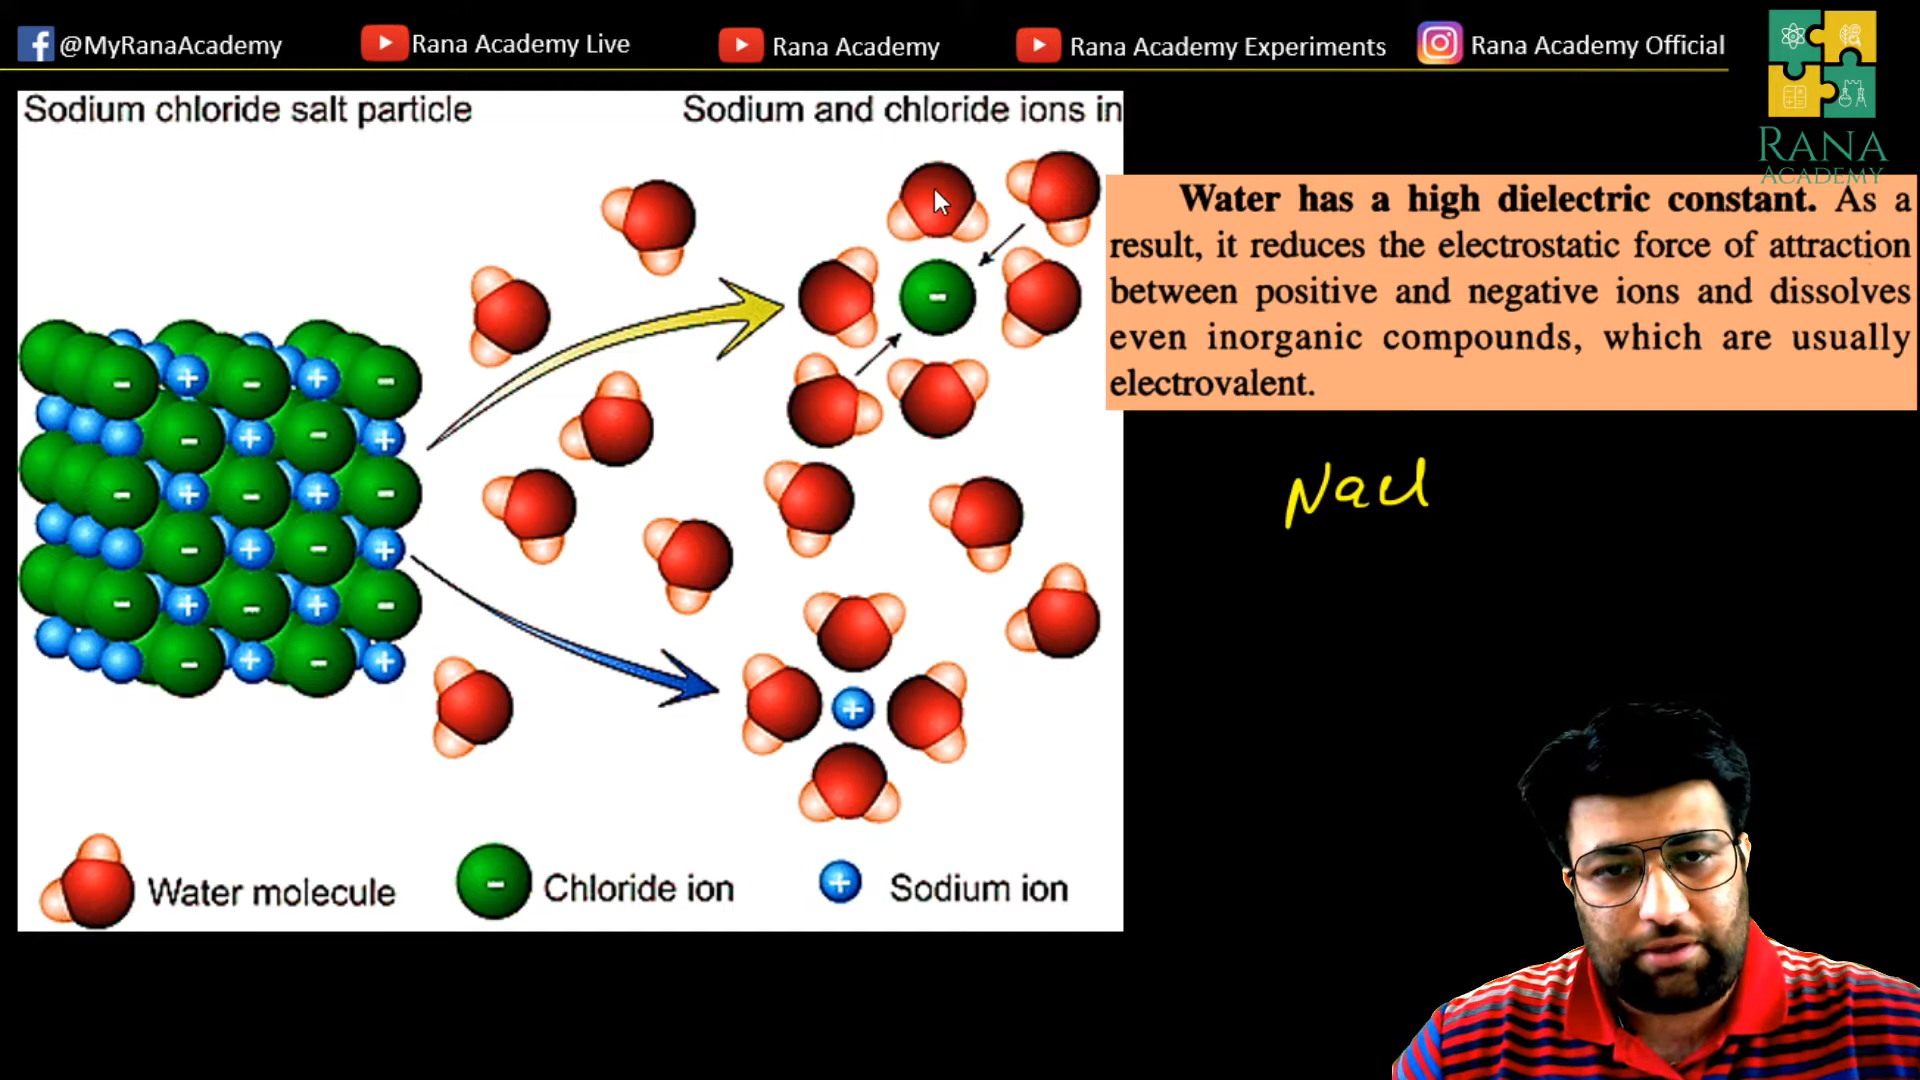 @MyRanaAcademy
Rana Academy Live
Rana Academy
Rana Academy Experiments
Rana Academy Official
RANA
ACADEMY
Sodium chloride salt particle
Sodium and chloride ions in
Water has a high dielectric constant. As a
result, it reduces the electrostatic force of attraction
between positive and negative ions and dissolves
even inorganic compounds, which are usually
electrovalent.
NaCl
Water molecule
Chloride ion
Sodium ion